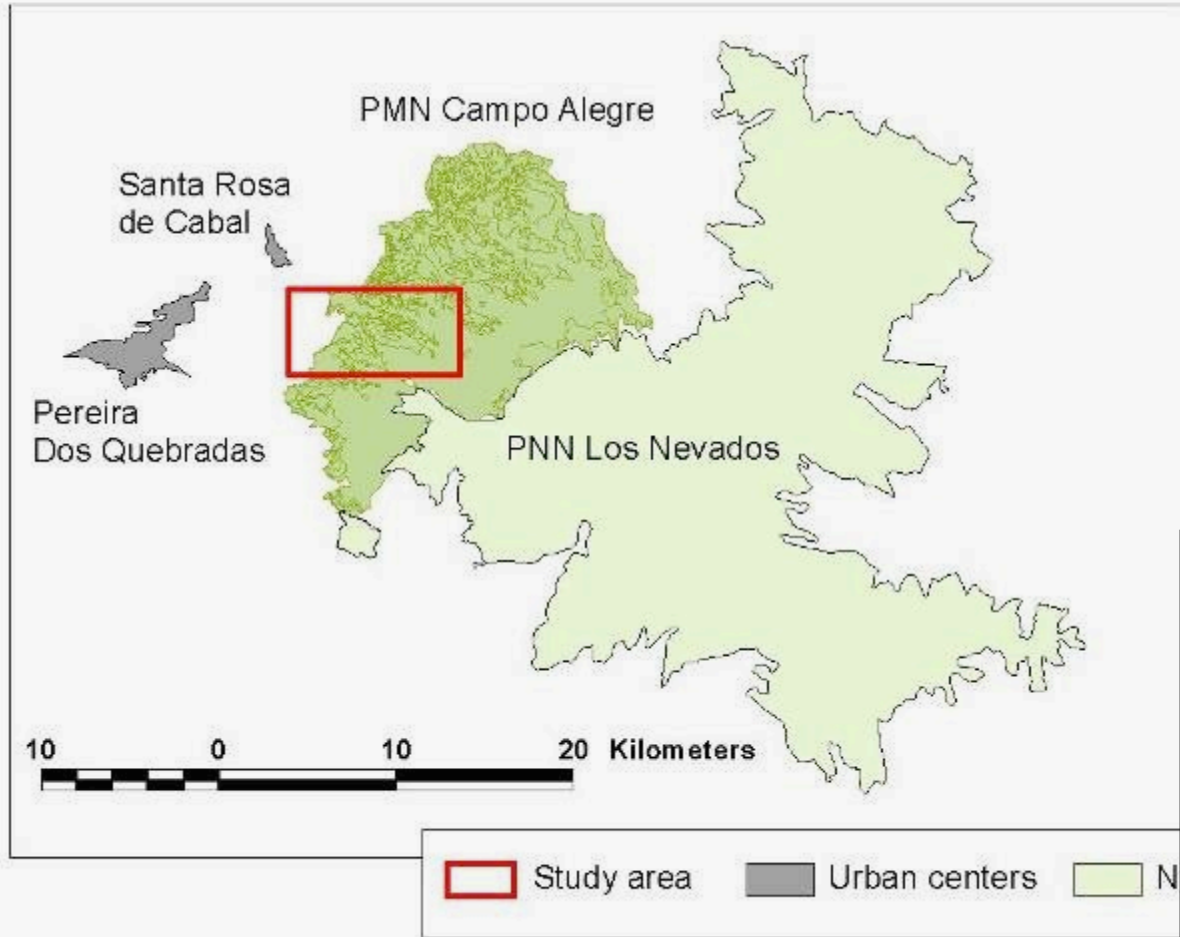 PMN Campo Alegre
Santa Rosa
de Cabal
Pereira
Dos Quebradas
PNN Los Nevados
10 0 10 20 Kilometers
Study area Urban centers N